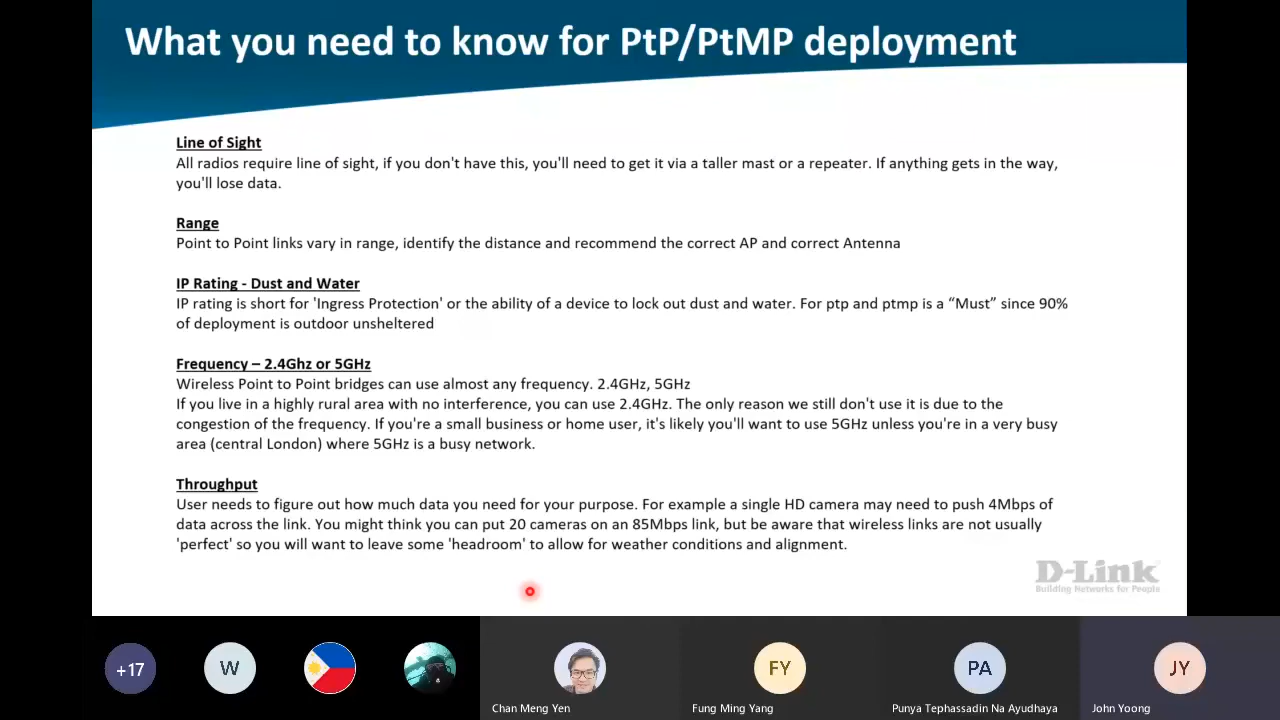 What you need to know for PtP/PtMP deployment
Line of Sight
All radios require line of sight, if you don't have this, you'll need to get it via a taller mast or a repeater. If anything gets in the way,
you'll lose data.
Range
Point to Point links vary in range, identify the distance and recommend the correct AP and correct Antenna
IP Rating - Dust and Water
IP rating is short for 'Ingress Protection' or the ability of a device to lock out dust and water. For ptp and ptmp is a “Must” since 90%
of deployment is outdoor unsheltered
Frequency – 2.4Ghz or 5GHz
Wireless Point to Point bridges can use almost any frequency. 2.4GHz, 5GHz
If you live in a highly rural area with no interference, you can use 2.4GHz. The only reason we still don't use it is due to the
congestion of the frequency. If you're a small business or home user, it's likely you'll want to use 5GHz unless you're in a very busy
area (central London) where 5GHz is a busy network.
Throughput
User needs to figure out how much data you need for your purpose. For example a single HD camera may need to push 4Mbps of
data across the link. You might think you can put 20 cameras on an 85Mbps link, but be aware that wireless links are not usually
'perfect' so you will want to leave some 'headroom' to allow for weather conditions and alignment.
D-Link
Building Networks for People
+17
W
FY
PA
JY
Chan Meng Yen
Fung Ming Yang
Punya Tephassadin Na Ayudhaya
John Yoong